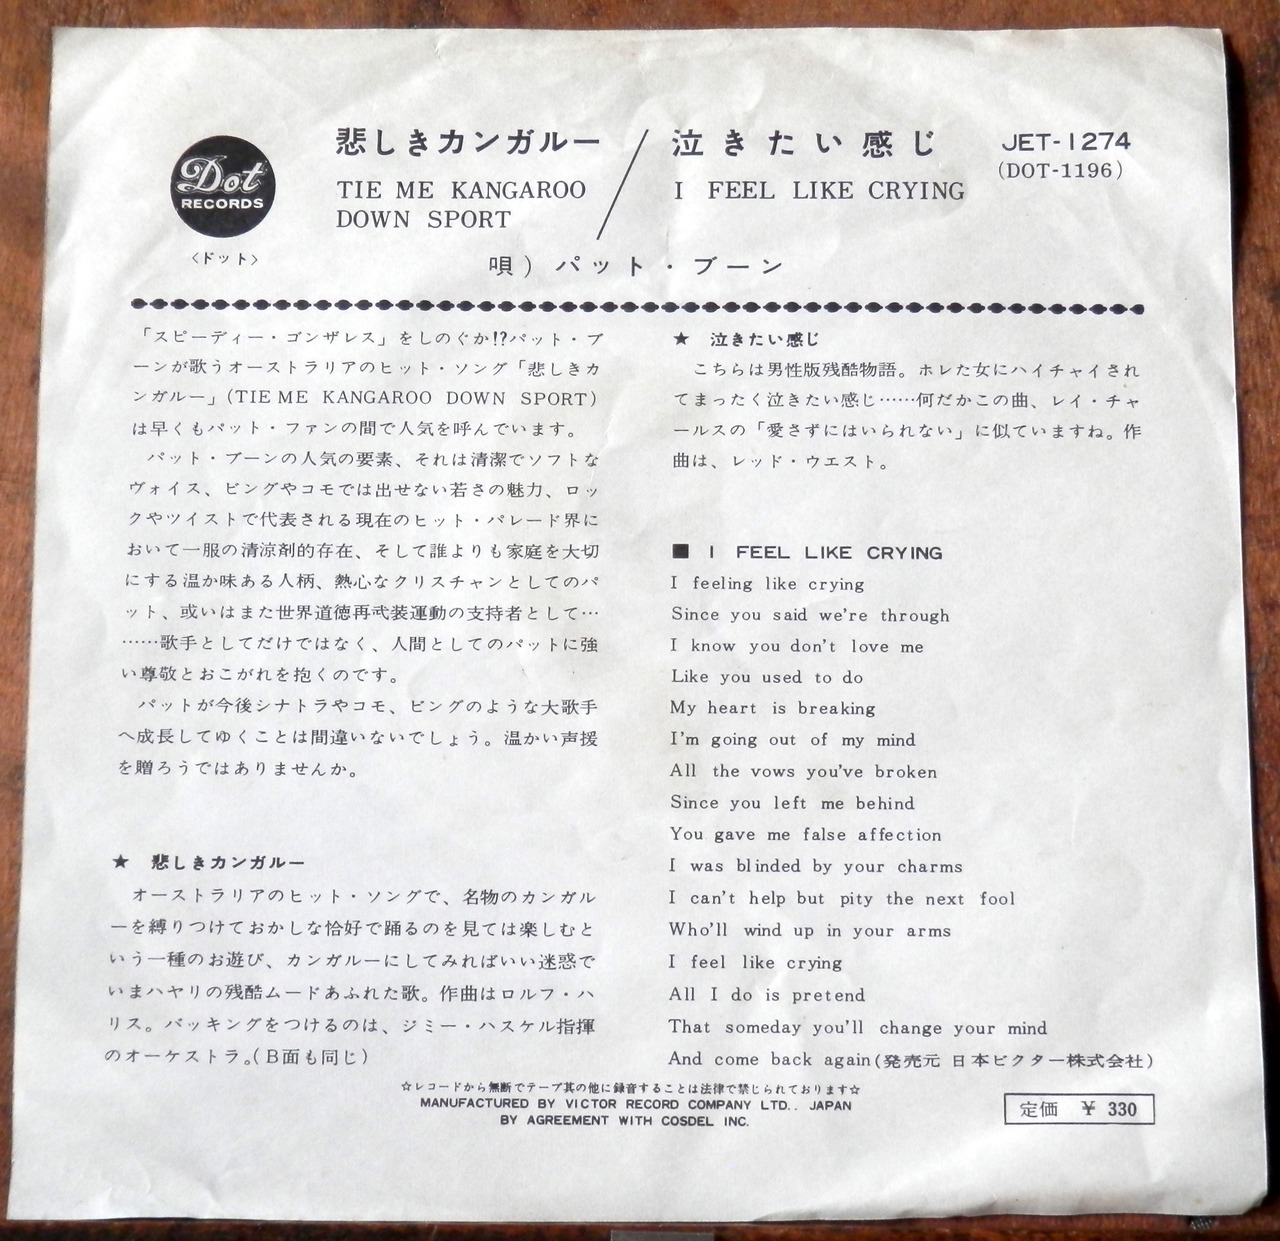 Dot
RECORDS
〈ドット〉
悲しきカンガルー
TIE ME KANGAROO
DOWN SPORT
泣きたい感じ
I FEEL LIKE CRYING
JET-1274
(DOT-1196)
唄) パット・ブーン
「スピーディー・ゴンザレス」をしのぐか!?パット・ブ
ーンが歌うオーストラリアのヒット・ソング「悲しきカ
ンガルー」(TIE ME KANGAROO DOWN SPORT)
は早くもパット・ファンの間で人気を呼んでいます。
パット・ブーンの人気の要素、それは清潔でソフトな
ヴォイス、ビングやコモでは出せない若さの魅力、ロッ
クやツイストで代表される現在のヒット・パレード界に
おいて一服の清涼剤的存在、そして誰よりも家庭を大切
にする温か味ある人柄、熱心なクリスチャンとしてのパ
ット、或いはまた世界道徳再武装運動の支持者として…
……歌手としてだけではなく、人間としてのパットに強
い尊敬とおこがれを抱くのです。
パットが今後シナトラやコモ、ビングのような大歌手
へ成長してゆくことは間違いないでしょう。温かい声援
を贈ろうではありませんか。
★ 悲しきカンガルー
オーストラリアのヒット・ソングで、名物のカンガル
ーを縛りつけておかしな恰好で踊るのを見ては楽しむと
いう一種のお遊び、カンガルーにしてみればいい迷惑で
いまハヤリの残酷ムードあふれた歌。作曲はロルフ・ハ
リス。バッキングをつけるのは、ジミー・ハスケル指揮
のオーケストラ。(B面も同じ)
★ 泣きたい感じ
こちらは男性版残酷物語。ホレた女にハイチャイされ
てまったく泣きたい感じ……何だかこの曲、レイ・チャ
ールスの「愛さずにはいられない」に似ていますね。作
曲は、レッド・ウエスト。
■ I FEEL LIKE CRYING
I feeling like crying
Since you said we're through
I know you don't love me
Like you used to do
My heart is breaking
I'm going out of my mind
All the vows you've broken
Since you left me behind
You gave me false affection
I was blinded by your charms
I can't help but pity the next fool
Who'll wind up in your arms
I feel like crying
All I do is pretend
That someday you'll change your mind
And come back again (発売元 日本ビクター株式会社)
☆レコードから無断でテープ其の他に録音することは法律で禁じられております☆
MANUFACTURED BY VICTOR RECORD COMPANY LTD.. JAPAN
BY AGREEMENT WITH COSDEL INC.
定価 ¥ 330